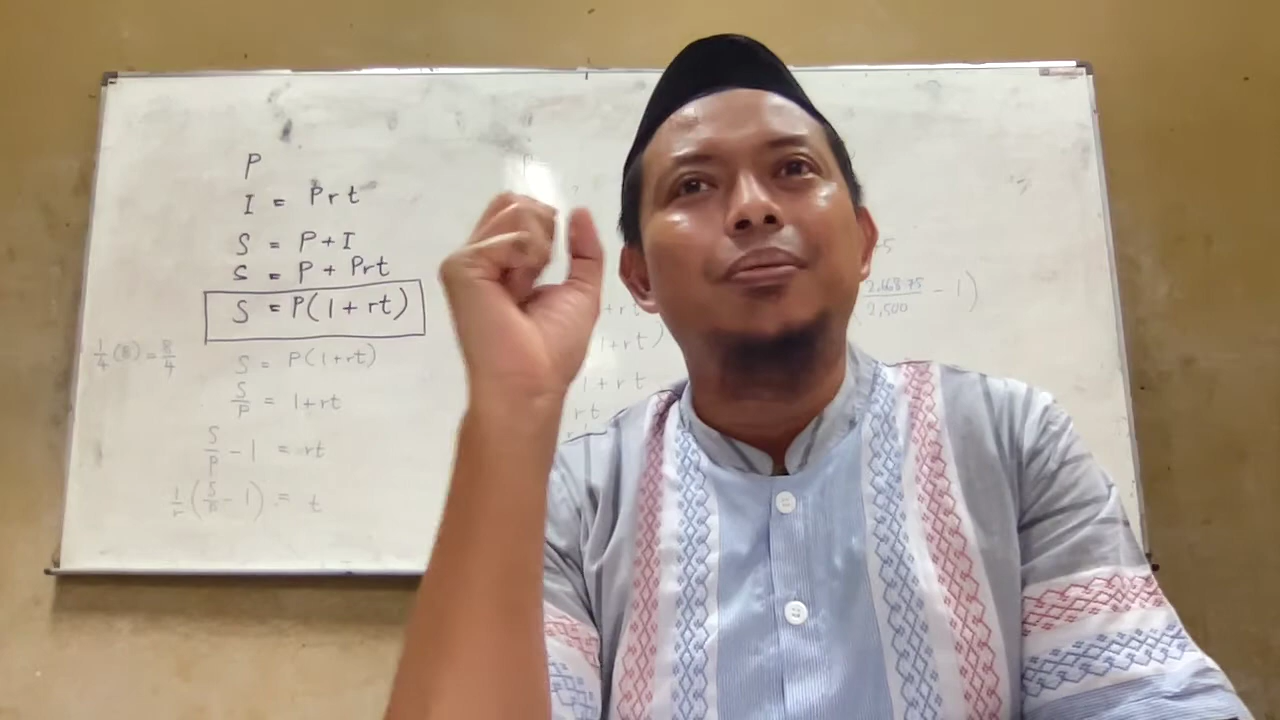 P
I = Prt
S = P+I
S = P + Prt
S = P(1+rt)
1/4 (8) = 8/4
S = P(1+rt)
S/P = 1+rt
S/P - 1 = rt
1/r (S/P - 1) = t
+rt
1+rt)
1+rt
rt
2,168.75/2,500 - 1)